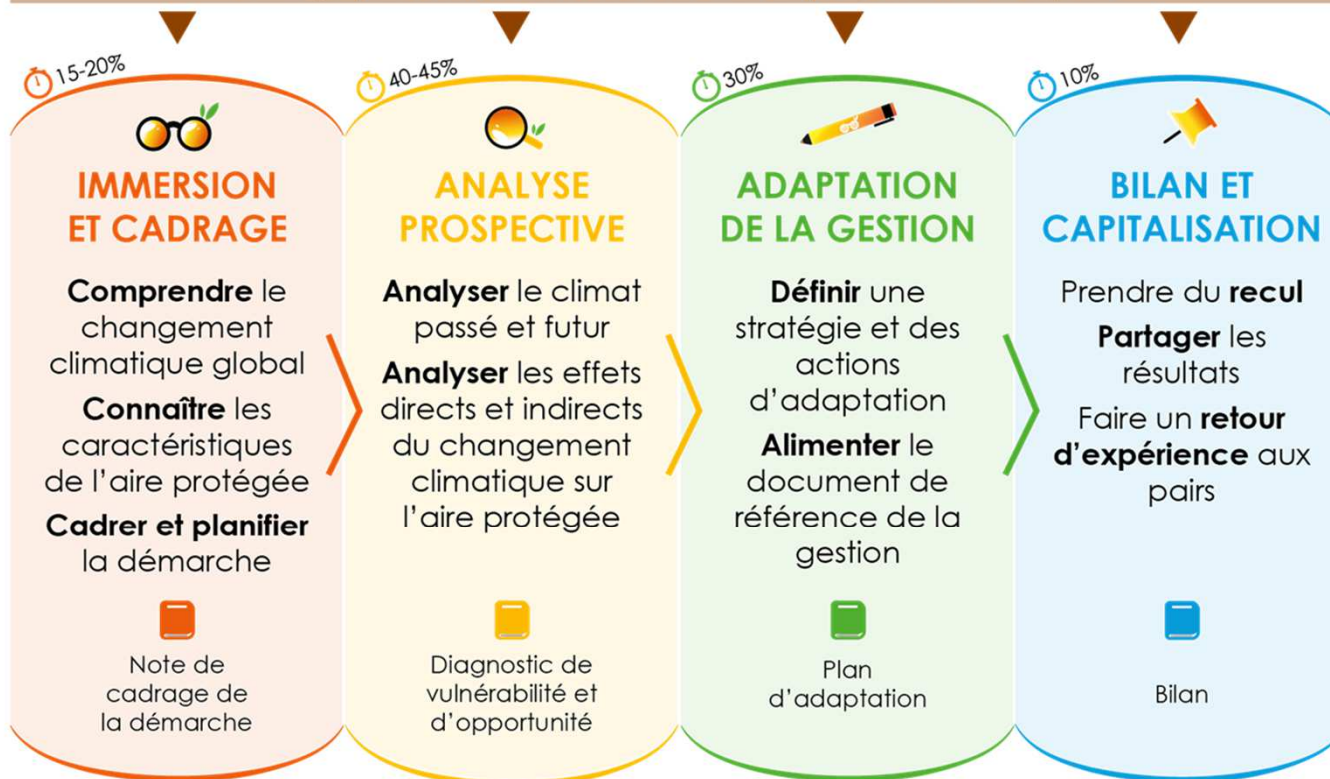 15-20%
IMMERSION
ET CADRAGE
Comprendre le
changement
climatique global
Connaître les
caractéristiques
de l'aire protégée
Cadrer et planifier
la démarche
Note de
cadrage de
la démarche
40-45%
ANALYSE
PROSPECTIVE
Analyser le climat
passé et futur
Analyser les effets
directs et indirects
du changement
climatique sur
l'aire protégée
Diagnostic de
vulnérabilité et
d'opportunité
30%
ADAPTATION
DE LA GESTION
Définir une
stratégie et des
actions
d'adaptation
Alimenter le
document de
référence de la
gestion
Plan
d'adaptation
10%
BILAN ET
CAPITALISATION
Prendre du recul
Partager les
résultats
Faire un retour
d'expérience aux
pairs
Bilan